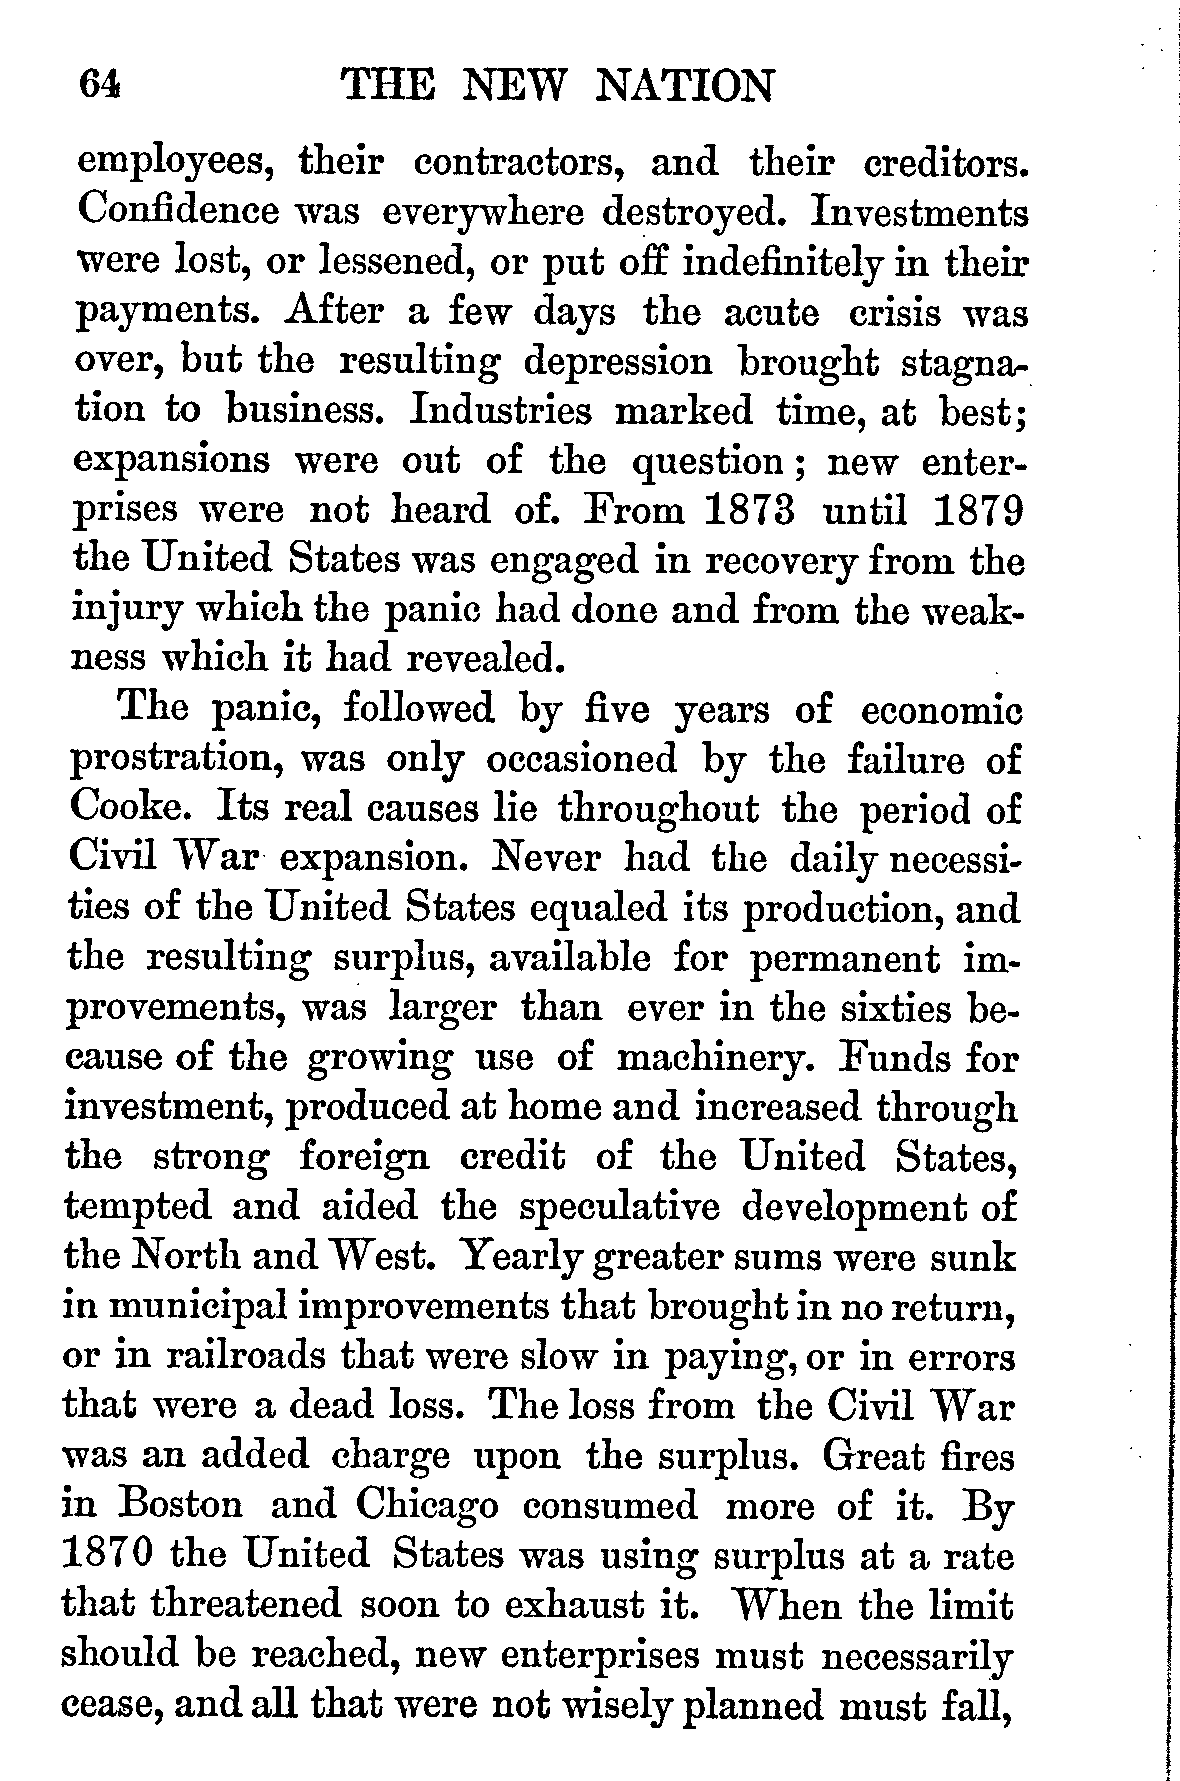 64 THE NEW NATION
employees, their contractors, and their creditors.
Confidence was everywhere destroyed. Investments
were lost, or lessened, or put off indefinitely in their
payments. After a few days the acute crisis was
over, but the resulting depression brought stagna-
tion to business. Industries marked time, at best;
expansions were out of the question; new enter-
prises were not heard of. From 1873 until 1879
the United States was engaged in recovery from the
injury which the panic had done and from the weak-
ness which it had revealed.
The panic, followed by five years of economic
prostration, was only occasioned by the failure of
Cooke. Its real causes lie throughout the period of
Civil War expansion. Never had the daily necessi-
ties of the United States equaled its production, and
the resulting surplus, available for permanent im-
provements, was larger than ever in the sixties be-
cause of the growing use of machinery. Funds for
investment, produced at home and increased through
the strong foreign credit of the United States,
tempted and aided the speculative development of
the North and West. Yearly greater sums were sunk
in municipal improvements that brought in no return,
or in railroads that were slow in paying, or in errors
that were a dead loss. The loss from the Civil War
was an added charge upon the surplus. Great fires
in Boston and Chicago consumed more of it. By
1870 the United States was using surplus at a rate
that threatened soon to exhaust it. When the limit
should be reached, new enterprises must necessarily
cease, and all that were not wisely planned must fall,